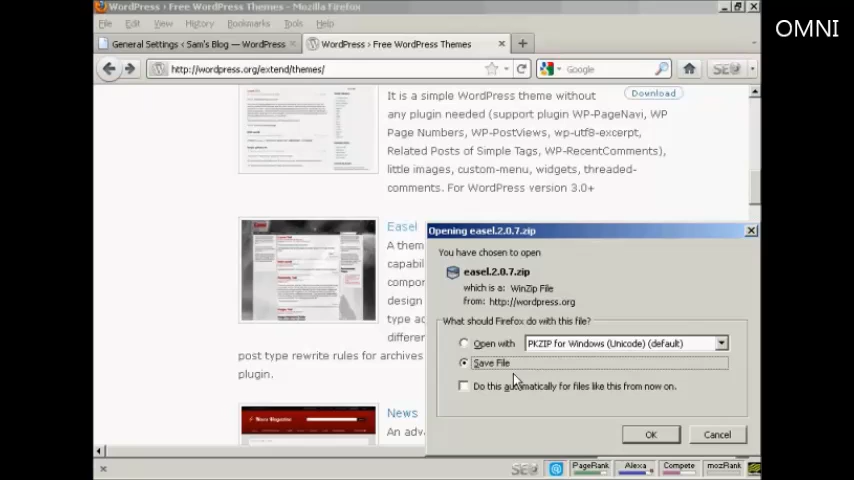 WordPress › Free WordPress Themes - Mozilla Firefox
OMNI
File Edit View History Bookmarks Tools Help
General Settings ‹ Sam's Blog — WordPress
WordPress › Free WordPress Themes
http://wordpress.org/extend/themes/
Google
SEO
It is a simple WordPress theme without
Download
any plugin needed (support plugin WP-PageNavi, WP
Page Numbers, WP-PostViews, wp-utf8-excerpt,
Related Posts of Simple Tags, WP-RecentComments),
little images, custom-menu, widgets, threaded-
comments. For WordPress version 3.0+
Easel
A them
capabil
compor
design
type ac
differen
post type rewrite rules for archives
plugin.
News
An adv
Opening easel.2.0.7.zip
You have chosen to open
easel.2.0.7.zip
which is a: WinZip File
from: http://wordpress.org
What should Firefox do with this file?
Open with
PKZIP for Windows (Unicode) (default)
Save File
Do this automatically for files like this from now on.
OK
Cancel
SEO
PageRank
Alexa
Compete
mozRank